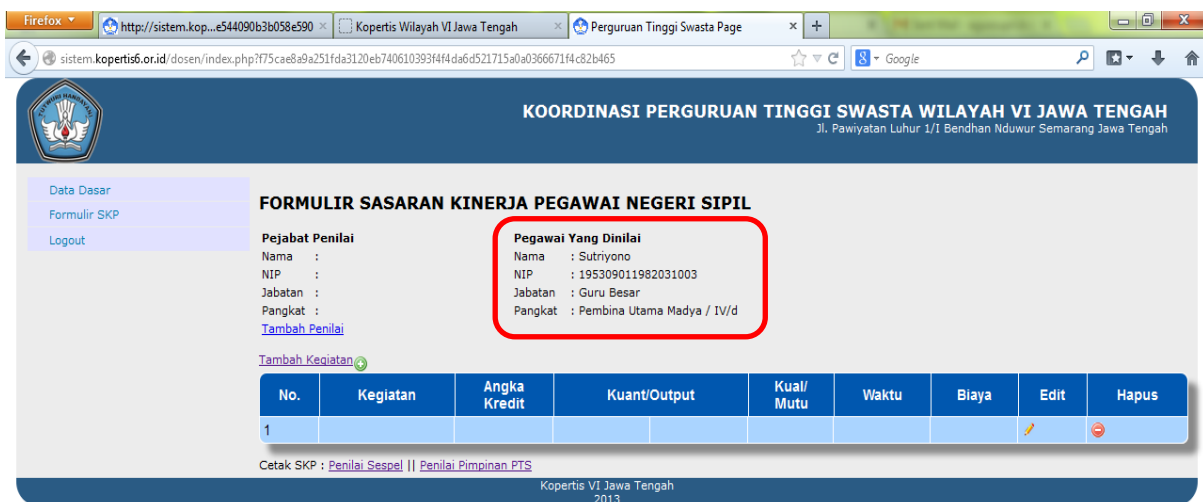 Firefox
http://sistem.kop...e544090b3b058e590
Kopertis Wilayah VI Jawa Tengah
Perguruan Tinggi Swasta Page
sistem.kopertis6.or.id/dosen/index.php?f75cae8a9a251fda3120eb740610393f4f4da6d521715a0a0366671f4c82b465
Google
KOORDINASI PERGURUAN TINGGI SWASTA WILAYAH VI JAWA TENGAH
Jl. Pawiyatan Luhur 1/I Bendhan Nduwur Semarang Jawa Tengah
Data Dasar
Formulir SKP
Logout
FORMULIR SASARAN KINERJA PEGAWAI NEGERI SIPIL
Pejabat Penilai
Nama :
NIP :
Jabatan :
Pangkat :
Tambah Penilai
Pegawai Yang Dinilai
Nama : Sutriyono
NIP : 195309011982031003
Jabatan : Guru Besar
Pangkat : Pembina Utama Madya / IV/d
Tambah Kegiatan
No. Kegiatan Angka Kredit Kuant/Output Kual/ Mutu Waktu Biaya Edit Hapus
1
Cetak SKP : Penilai Sespel || Penilai Pimpinan PTS
Kopertis VI Jawa Tengah
2013